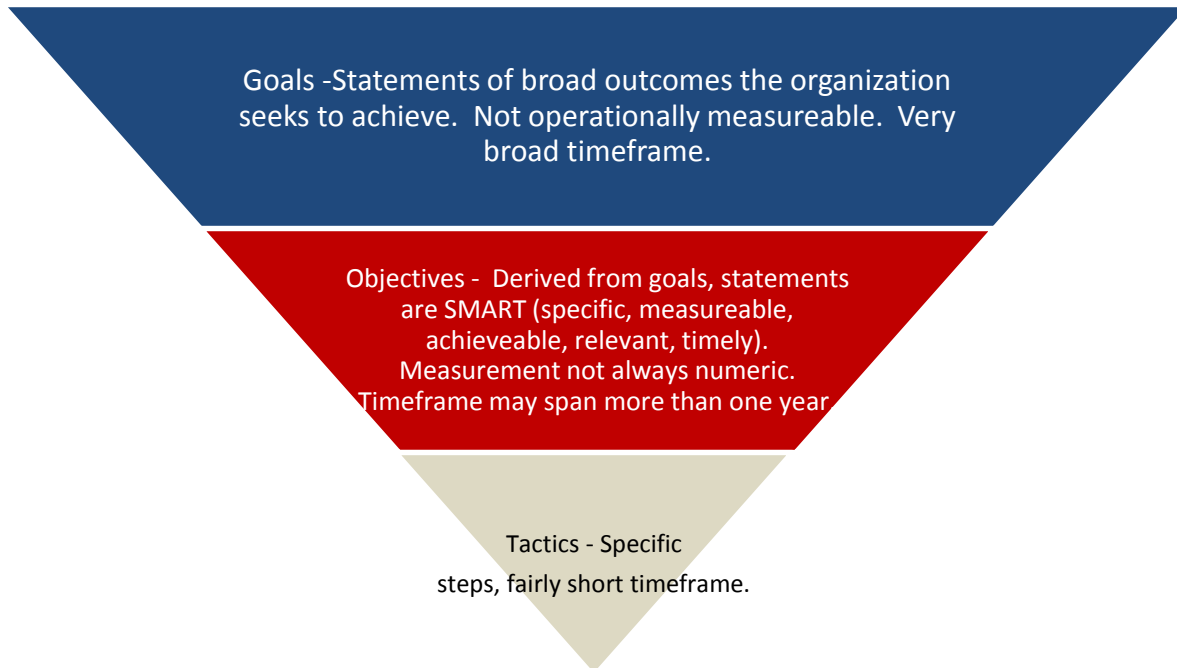 Goals -Statements of broad outcomes the organization
seeks to achieve.  Not operationally measureable.  Very
broad timeframe.
Objectives -  Derived from goals, statements
are SMART (specific, measureable,
achieveable, relevant, timely).
Measurement not always numeric.
Timeframe may span more than one year.
Tactics - Specific
steps, fairly short timeframe.